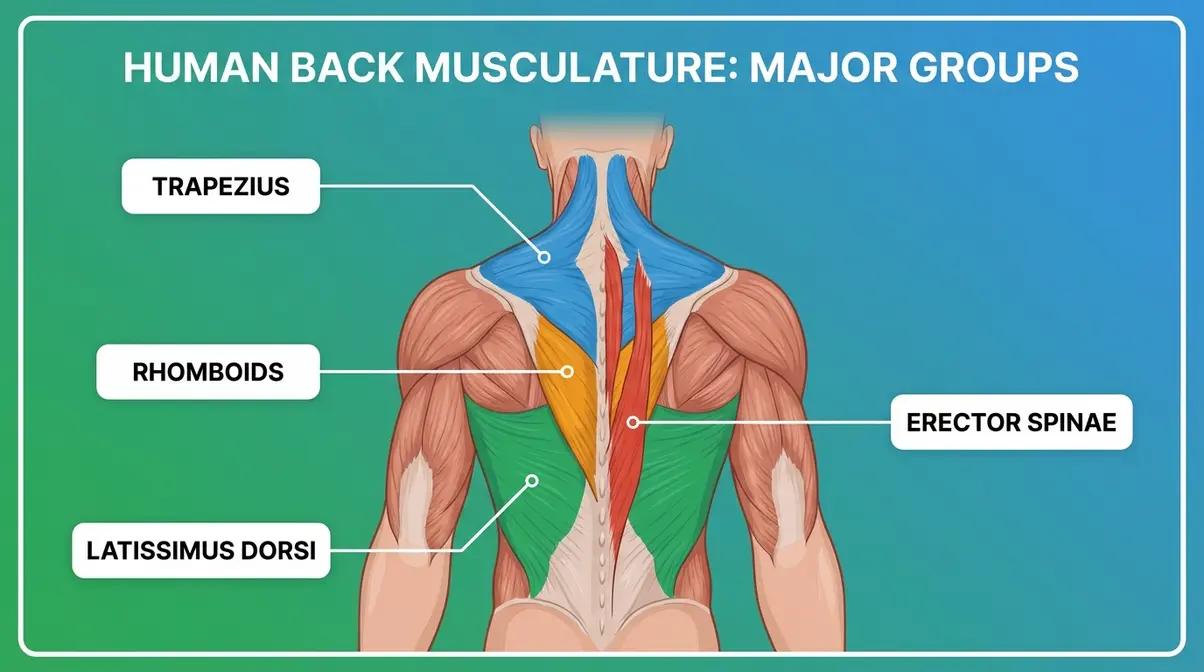 HUMAN BACK MUSCULATURE: MAJOR GROUPS
TRAPEZIUS
RHOMBOIDS
ERECTOR SPINAE
LATISSIMUS DORSI